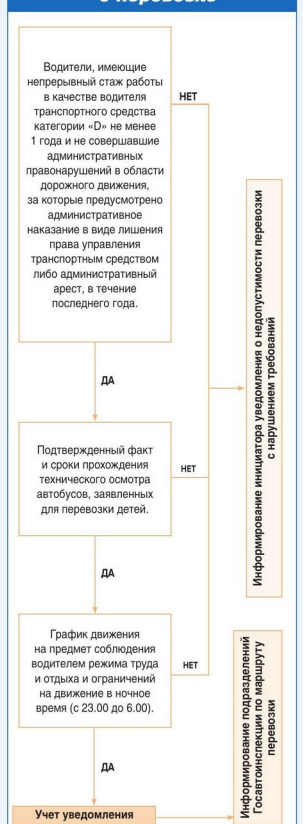 о перевозке
Водители, имеющие
непрерывный стаж работы
в качестве водителя
транспортного средства
категории «D» не менее
1 года и не совершавшие
административных
правонарушений в области
дорожного движения,
за которые предусмотрено
административное
наказание в виде лишения
права управления
транспортным средством
либо административный
арест, в течение
последнего года.
НЕТ
ДА
Подтвержденный факт
и сроки прохождения
технического осмотра
автобусов, заявленных
для перевозки детей.
НЕТ
ДА
График движения
на предмет соблюдения
водителем режима труда
и отдыха и ограничений
на движение в ночное
время (с 23.00 до 6.00).
НЕТ
ДА
Учет уведомления
Информирование инициатора уведомления о недопустимости перевозки
с нарушением требований
Информирование подразделений
Госавтоинспекции по маршруту
перевозки